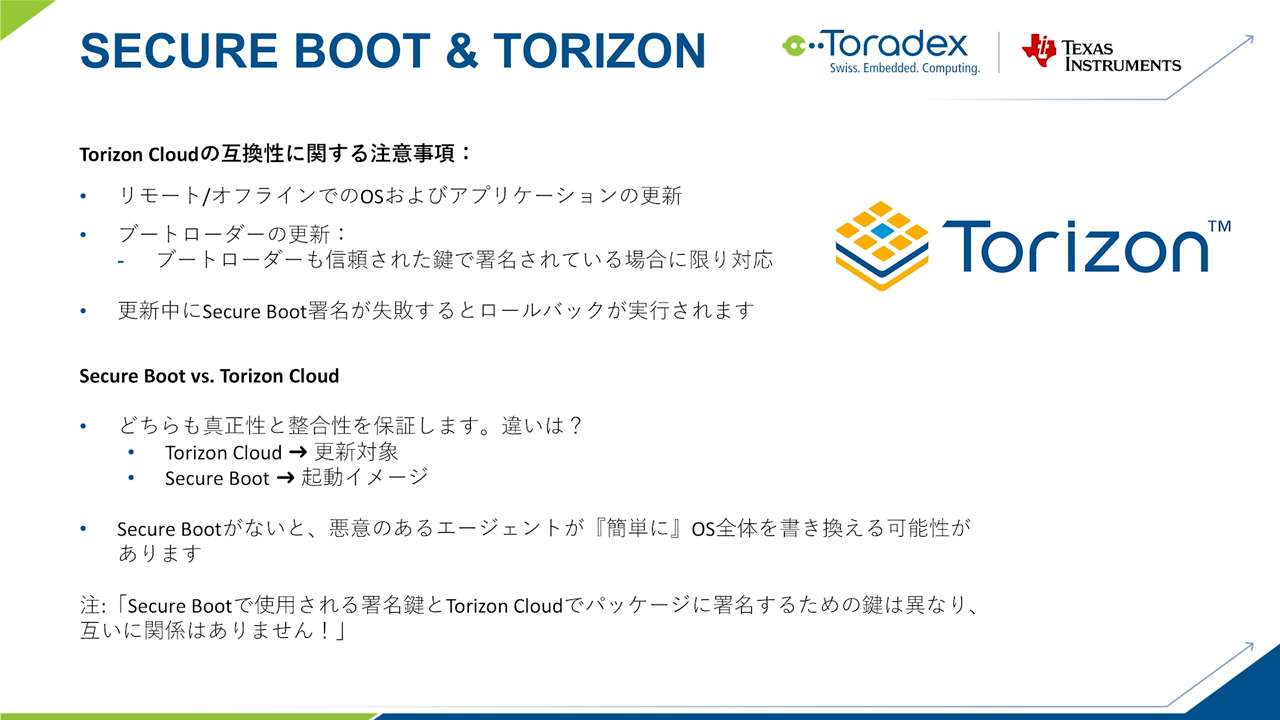 SECURE BOOT & TORIZON
Toradex
Swiss. Embedded. Computing.
TEXAS
INSTRUMENTS
Torizon Cloudの互換性に関する注意事項：
• リモート/オフラインでのOSおよびアプリケーションの更新
• ブートローダーの更新：
- ブートローダーも信頼された鍵で署名されている場合に限り対応
• 更新中にSecure Boot署名が失敗するとロールバックが実行されます
Torizon™
Secure Boot vs. Torizon Cloud
• どちらも真正性と整合性を保証します。違いは？
• Torizon Cloud ➜ 更新対象
• Secure Boot ➜ 起動イメージ
• Secure Bootがないと、悪意のあるエージェントが『簡単に』OS全体を書き換える可能性が
あります
注:「Secure Bootで使用される署名鍵とTorizon Cloudでパッケージに署名するための鍵は異なり、
互いに関係はありません！」